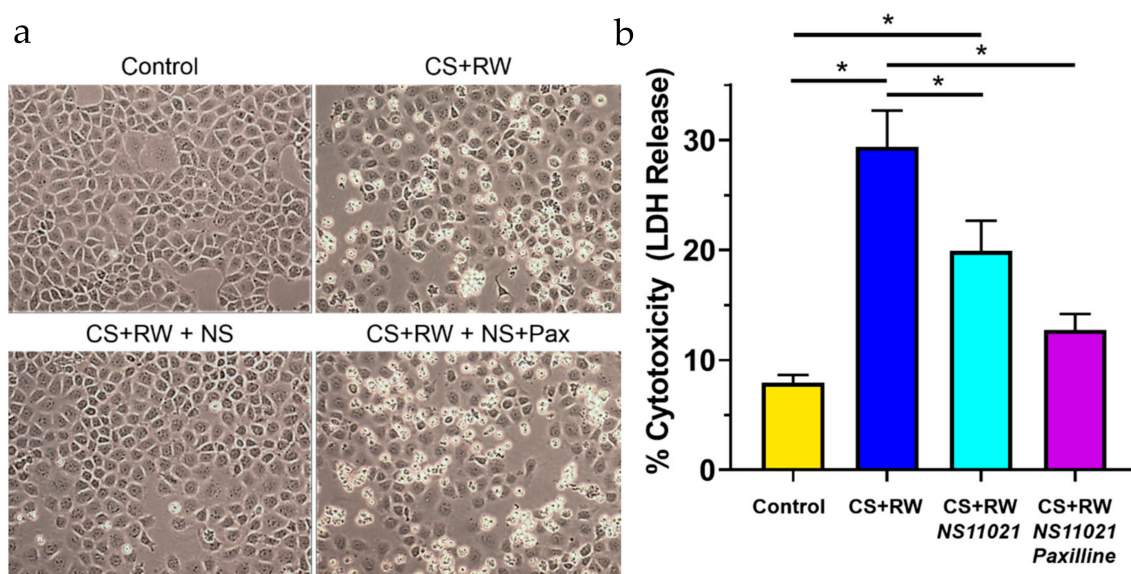 a
Control
CS+RW
CS+RW + NS
CS+RW + NS+Pax
b
% Cytotoxicity (LDH Release)
30
20
10
0
*
*
*
*
Control
CS+RW
CS+RW
NS11021
CS+RW
NS11021
Paxilline